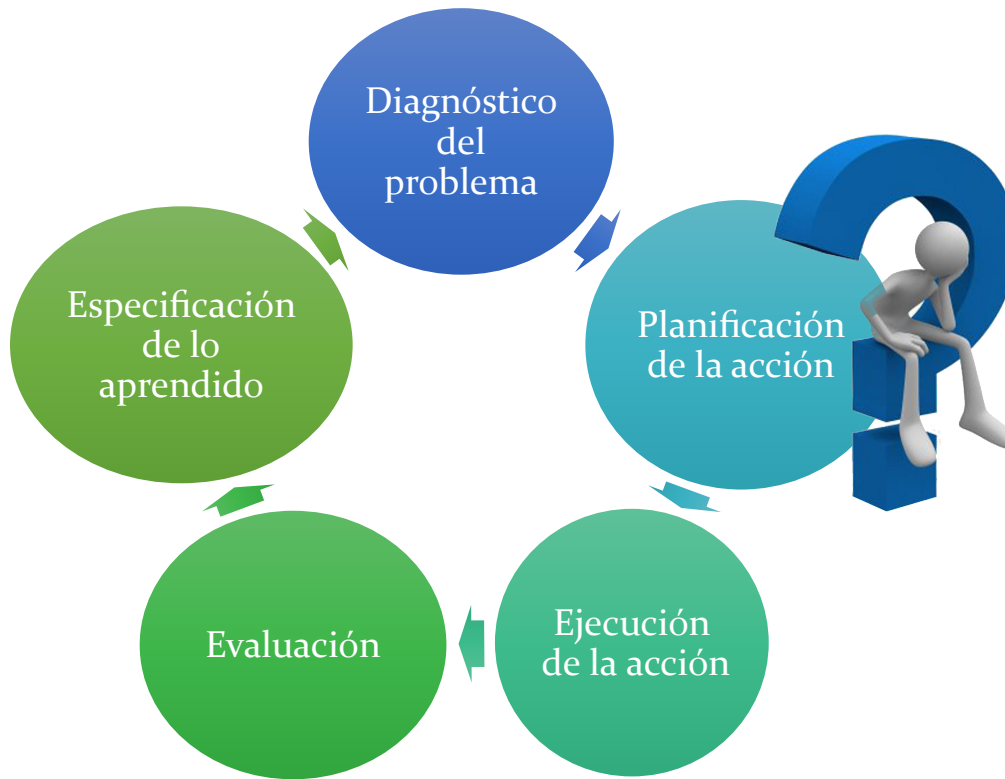 Diagnóstico
del
problema
Planificación
de la acción
Ejecución
de la acción
Evaluación
Especificación
de lo
aprendido